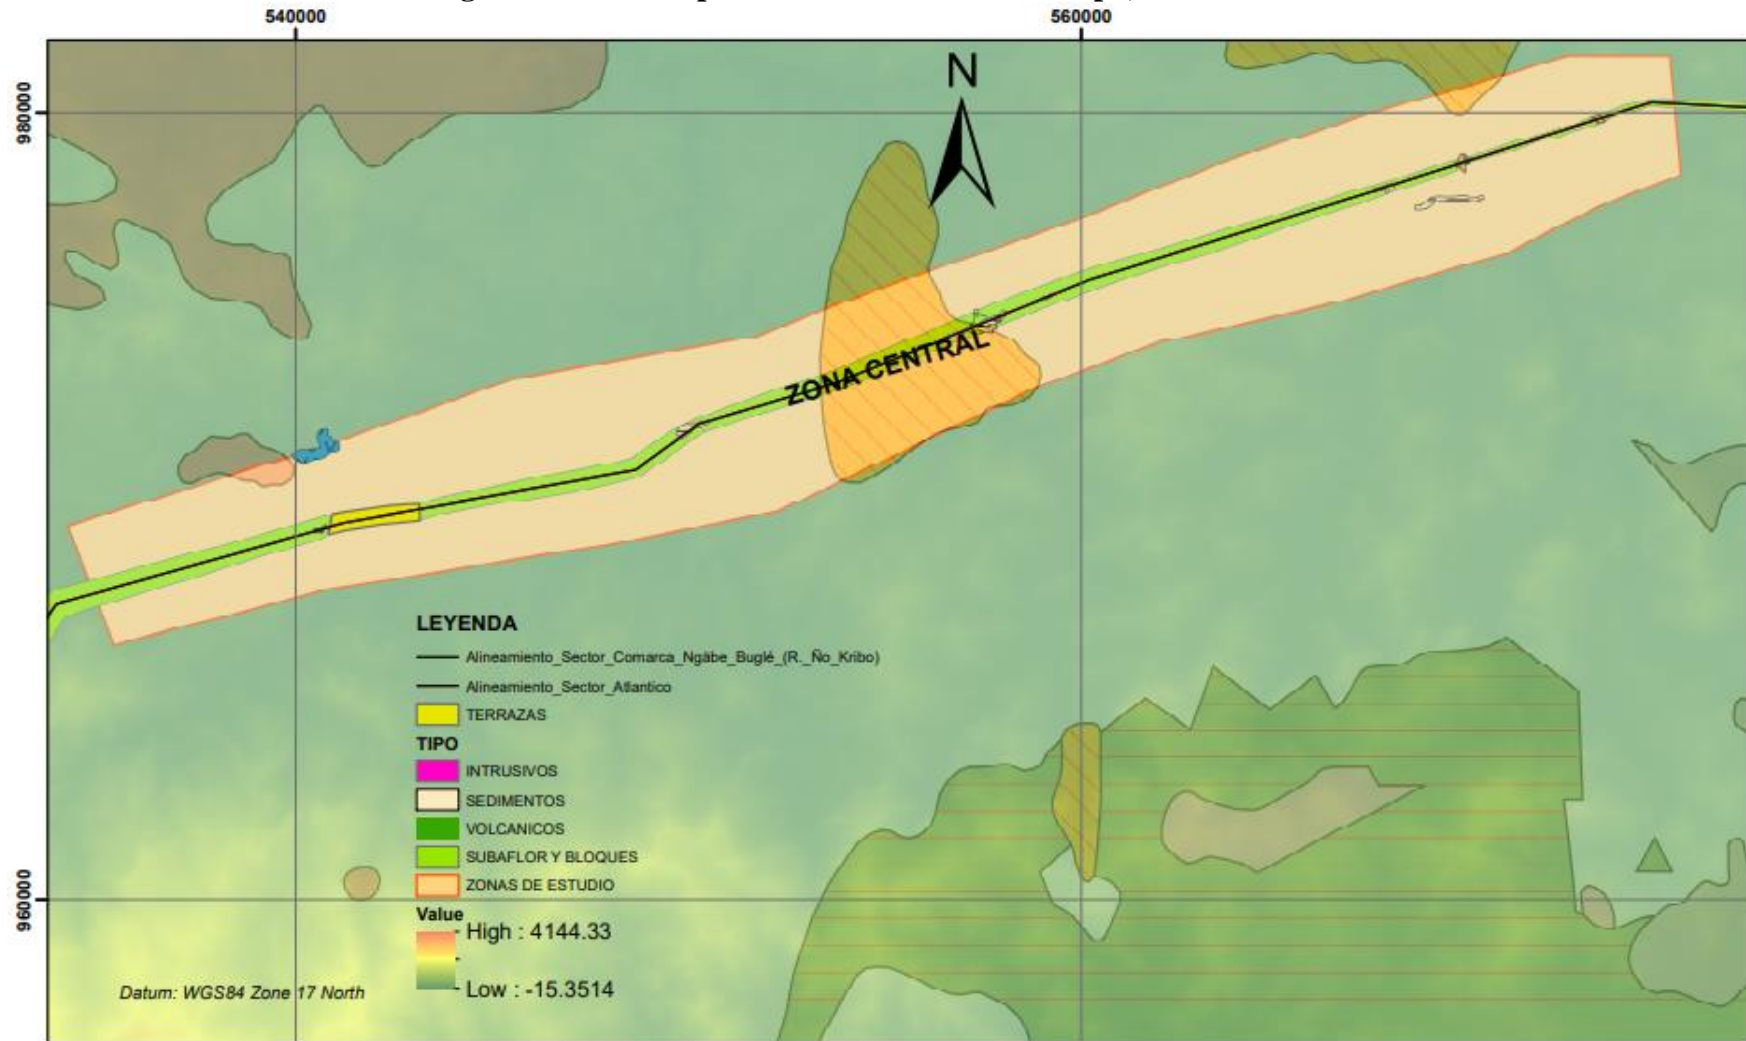 540000
560000
N
980000
ZONA CENTRAL
LEYENDA
Alineamiento_Sector_Comarca_Ngäbe_Buglé_(R._Ño_Kribo)
Alineamiento_Sector_Atlantico
TERRAZAS
TIPO
INTRUSIVOS
SEDIMENTOS
VOLCANICOS
SUBAFLOR Y BLOQUES
ZONAS DE ESTUDIO
960000
Value
High : 4144.33
Low : -15.3514
Datum: WGS84 Zone 17 North